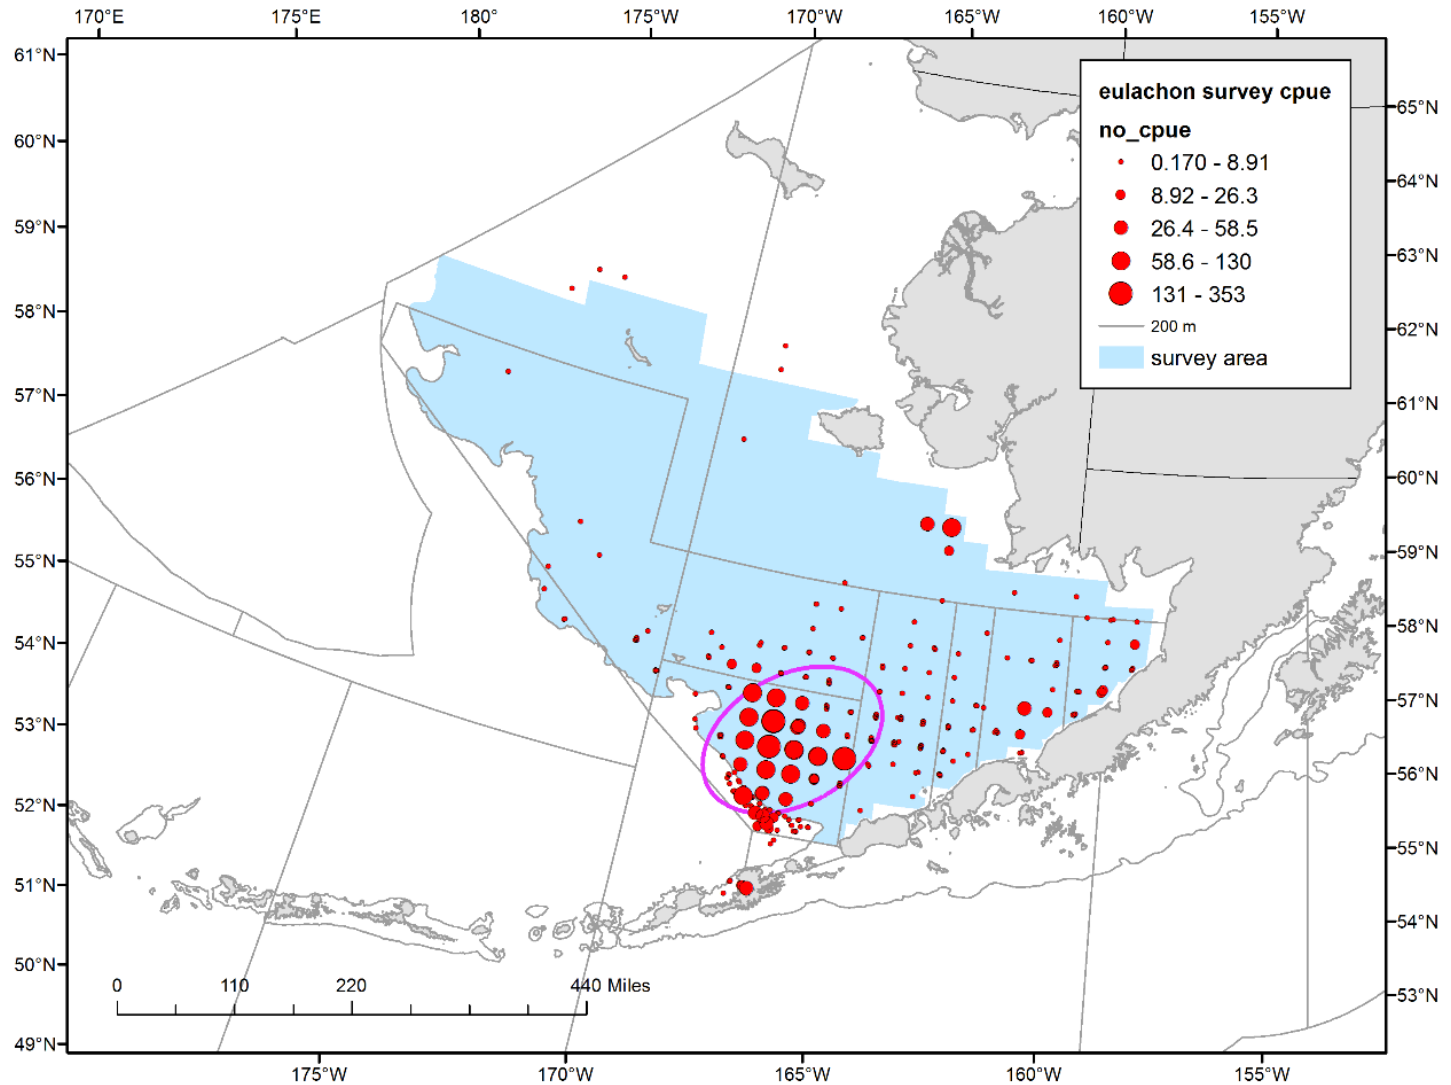 170°E 175°E 180° 175°W 170°W 165°W 160°W 155°W
61°N
60°N
59°N
58°N
57°N
56°N
55°N
54°N
53°N
52°N
51°N
50°N
49°N
eulachon survey cpue
no_cpue
0.170 - 8.91
8.92 - 26.3
26.4 - 58.5
58.6 - 130
131 - 353
200 m
survey area
65°N
64°N
63°N
62°N
61°N
60°N
59°N
58°N
57°N
56°N
55°N
54°N
53°N
0 110 220 440 Miles
175°W 170°W 165°W 160°W 155°W